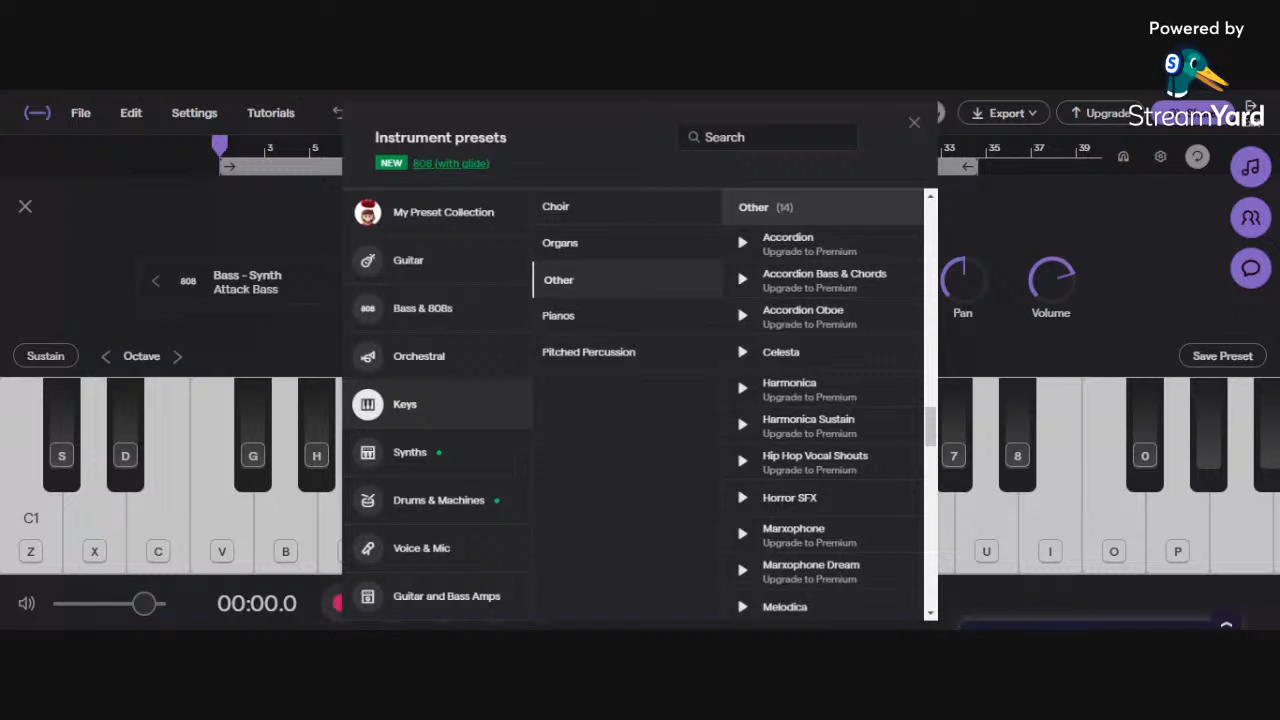 Powered by
StreamYard
File
Edit
Settings
Tutorials
Export
Upgrade
3
5
33
35
37
39
Instrument presets
Search
NEW
808 (with glide)
My Preset Collection
Guitar
808
Bass & 808s
Orchestral
Keys
Synths
Drums & Machines
Voice & Mic
Guitar and Bass Amps
Choir
Organs
Other
Pianos
Pitched Percussion
Other (14)
Accordion
Upgrade to Premium
Accordion Bass & Chords
Upgrade to Premium
Accordion Oboe
Upgrade to Premium
Celesta
Harmonica
Upgrade to Premium
Harmonica Sustain
Upgrade to Premium
Hip Hop Vocal Shouts
Upgrade to Premium
Horror SFX
Marxophone
Upgrade to Premium
Marxophone Dream
Upgrade to Premium
Melodica
808
Bass - Synth
Attack Bass
Pan
Volume
Sustain
Octave
Save Preset
S
D
G
H
7
8
0
C1
Z
X
C
V
B
U
I
O
P
00:00.0